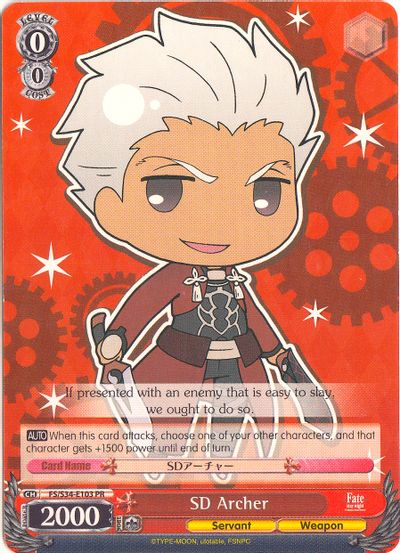 LEVEL
0
0
COST
If presented with an enemy that is easy to slay,
we ought to do so.
AUTO When this card attacks, choose one of your other characters, and that
character gets +1500 power until end of turn.
Card Name SDアーチャー
CH FS/S34-E103 PR
2000
SD Archer
Servant Weapon
Fate
stay night
©TYPE-MOON, ufotable, FSNPC